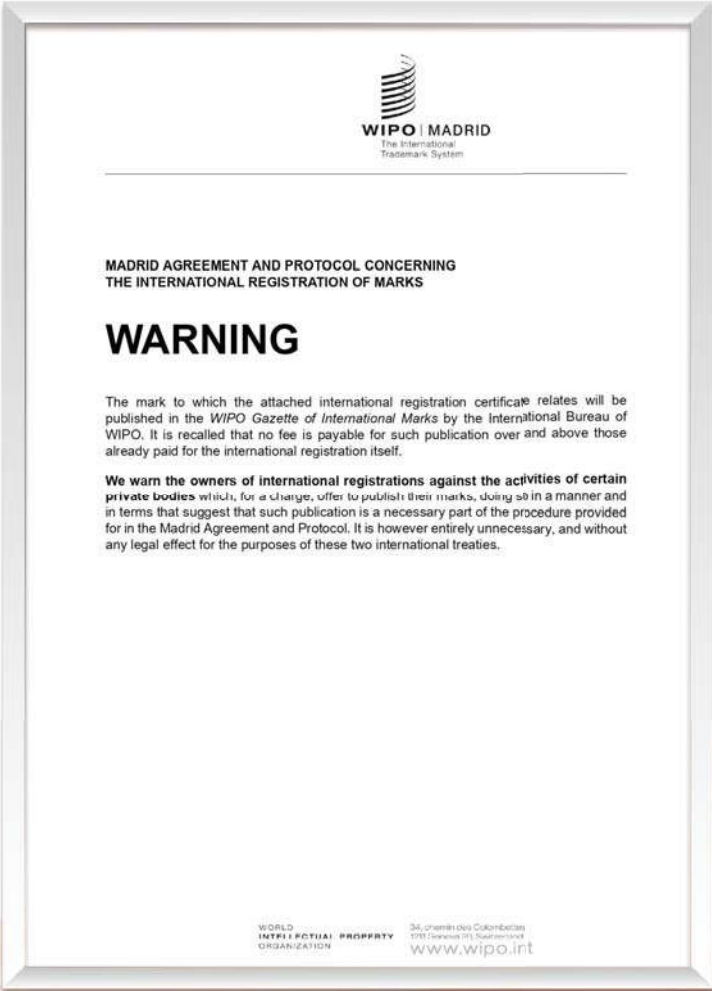 WIPO | MADRID
The International
Trademark System
MADRID AGREEMENT AND PROTOCOL CONCERNING
THE INTERNATIONAL REGISTRATION OF MARKS
WARNING
The mark to which the attached international registration certificate relates will be
published in the WIPO Gazette of International Marks by the International Bureau of
WIPO. It is recalled that no fee is payable for such publication over and above those
already paid for the international registration itself.
We warn the owners of international registrations against the activities of certain
private bodies which, for a charge, offer to publish their marks, doing so in a manner and
in terms that suggest that such publication is a necessary part of the procedure provided
for in the Madrid Agreement and Protocol. It is however entirely unnecessary, and without
any legal effect for the purposes of these two international treaties.
WORLD
INTELLECTUAL PROPERTY
ORGANIZATION
34, chemin des Colombettes
1211 Geneva 20, Switzerland
www.wipo.int